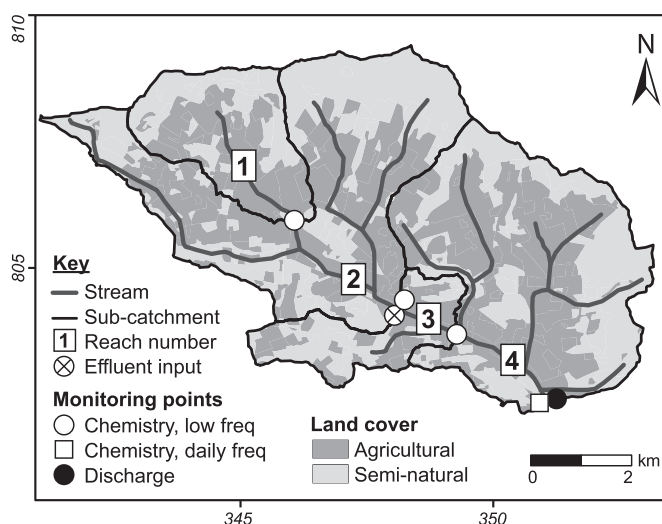 810
N
1
805
2
3
4
Key
Stream
Sub-catchment
1 Reach number
Effluent input
Monitoring points
Chemistry, low freq
Chemistry, daily freq
Discharge
Land cover
Agricultural
Semi-natural
km
0 2
345 350